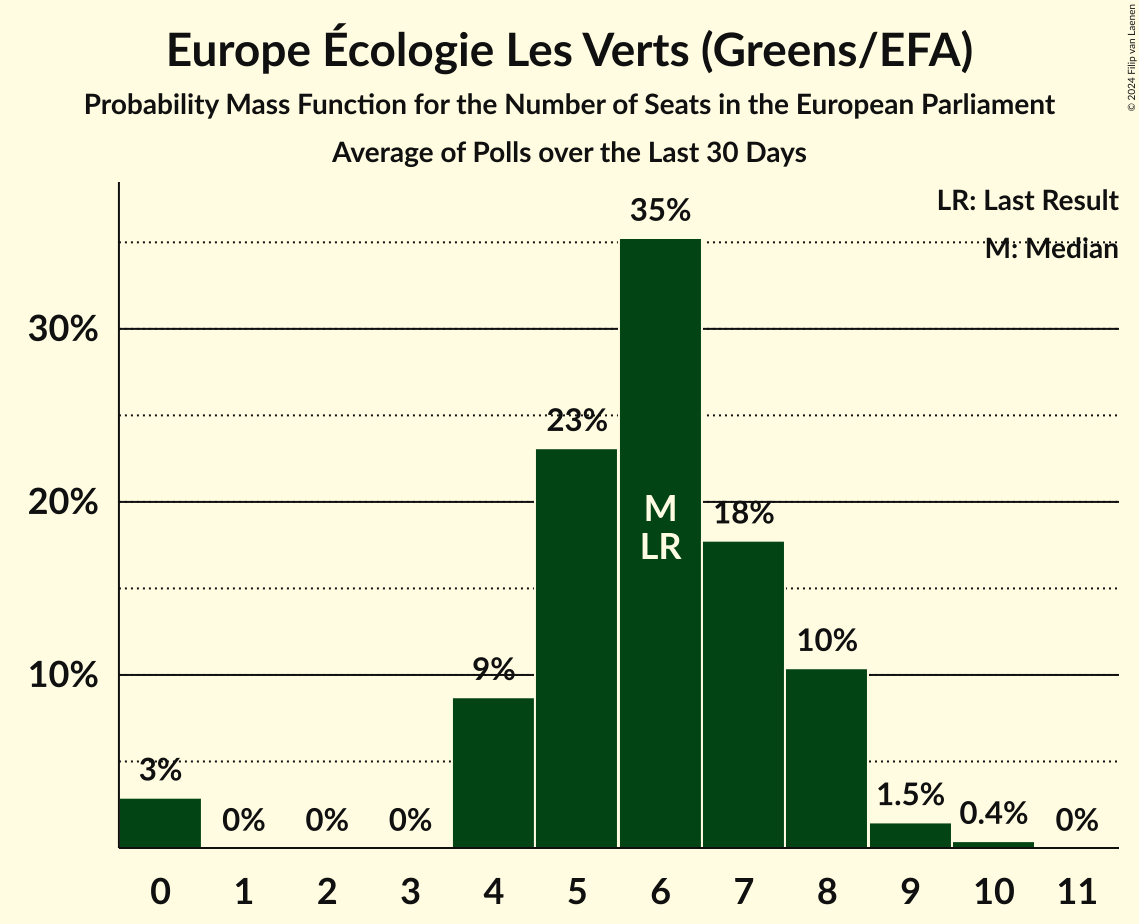 Europe Écologie Les Verts (Greens/EFA)
Probability Mass Function for the Number of Seats in the European Parliament
Average of Polls over the Last 30 Days
© 2024 Filip van Laenen
LR: Last Result
M: Median
35%
30%
23%
20%
18%
M
LR
10%
10%
9%
3%
0%
0%
0%
1.5%
0.4%
0%
0 1 2 3 4 5 6 7 8 9 10 11